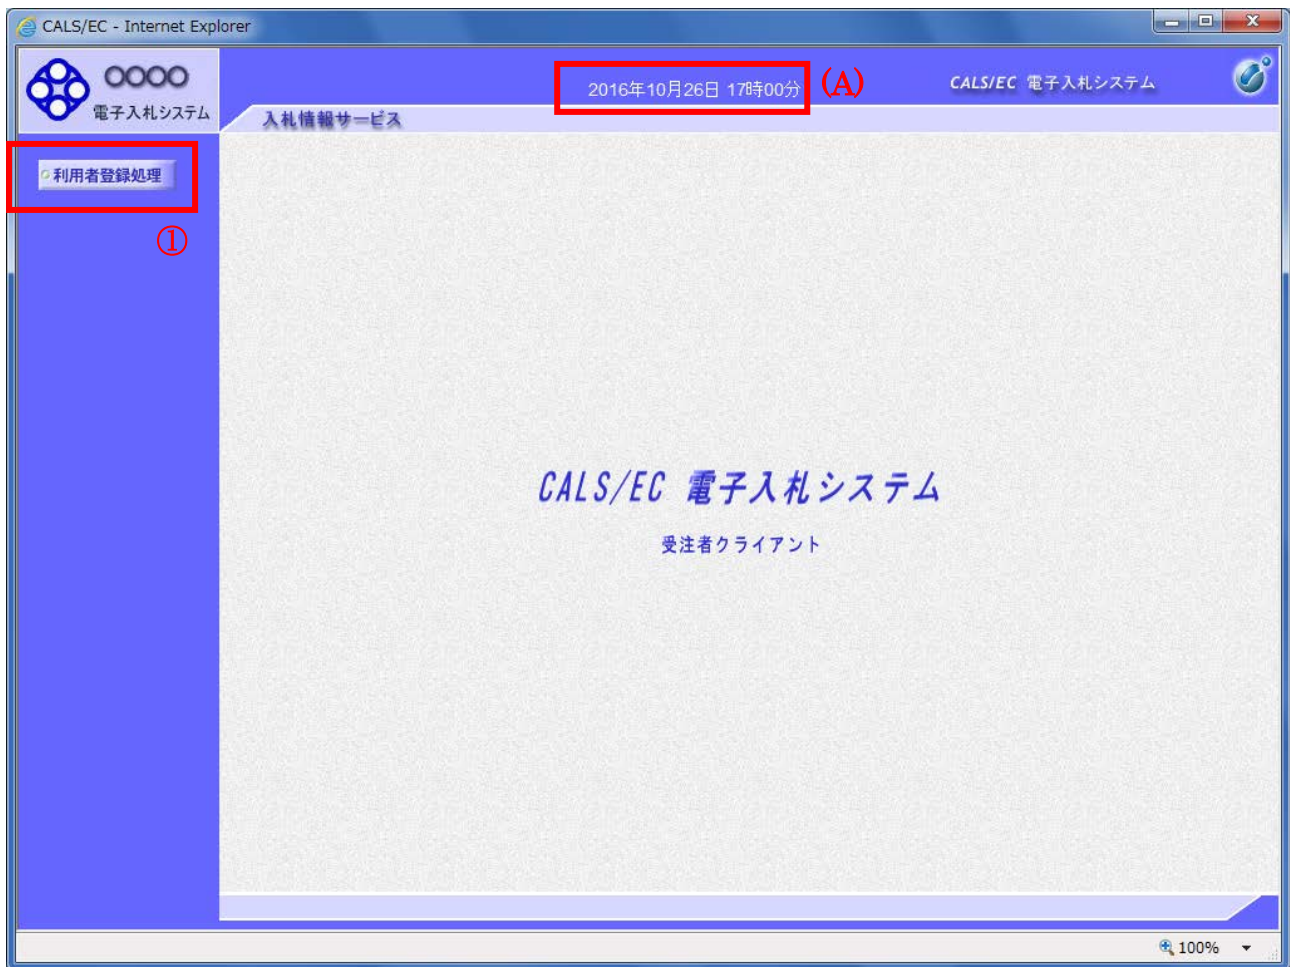 CALS/EC - Internet Explorer
○○○○
電子入札システム
2016年10月26日 17時00分
(A)
CALS/EC 電子入札システム
入札情報サービス
利用者登録処理
①
CALS/EC 電子入札システム
受注者クライアント
100%